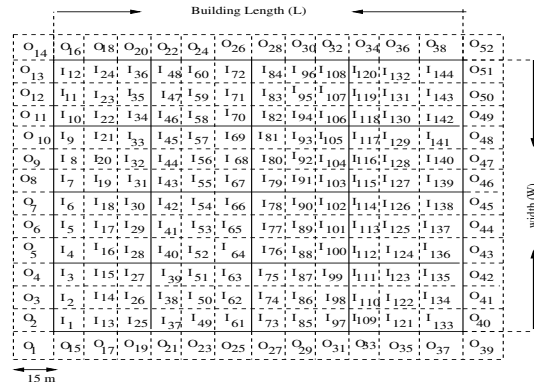 Building Length (L)
O14 O16 O18 O20 O22 O24 O26 O28 O30 O32 O34 O36 O38 O52
O13 I12 I24 I36 I48 I60 I72 I84 I96 I108 I120 I132 I144 O51
O12 I11 I23 I35 I47 I59 I71 I83 I95 I107 I119 I131 I143 O50
O11 I10 I22 I34 I46 I58 I70 I82 I94 I106 I118 I130 I142 O49
O10 I9 I21 I33 I45 I57 I69 I81 I93 I105 I117 I129 I141 O48
O9 I8 I20 I32 I44 I56 I68 I80 I92 I104 I116 I128 I140 O47
O8 I7 I19 I31 I43 I55 I67 I79 I91 I103 I115 I127 I139 O46
O7 I6 I18 I30 I42 I54 I66 I78 I90 I102 I114 I126 I138 O45
O6 I5 I17 I29 I41 I53 I65 I77 I89 I101 I113 I125 I137 O44
O5 I4 I16 I28 I40 I52 I64 I76 I88 I100 I112 I124 I136 O43
O4 I3 I15 I27 I39 I51 I63 I75 I87 I99 I111 I123 I135 O42
O3 I2 I14 I26 I38 I50 I62 I74 I86 I98 I110 I122 I134 O41
O2 I1 I13 I25 I37 I49 I61 I73 I85 I97 I109 I121 I133 O40
O1 O15 O17 O19 O21 O23 O25 O27 O29 O31 O33 O35 O37 O39
15 m
width (W)